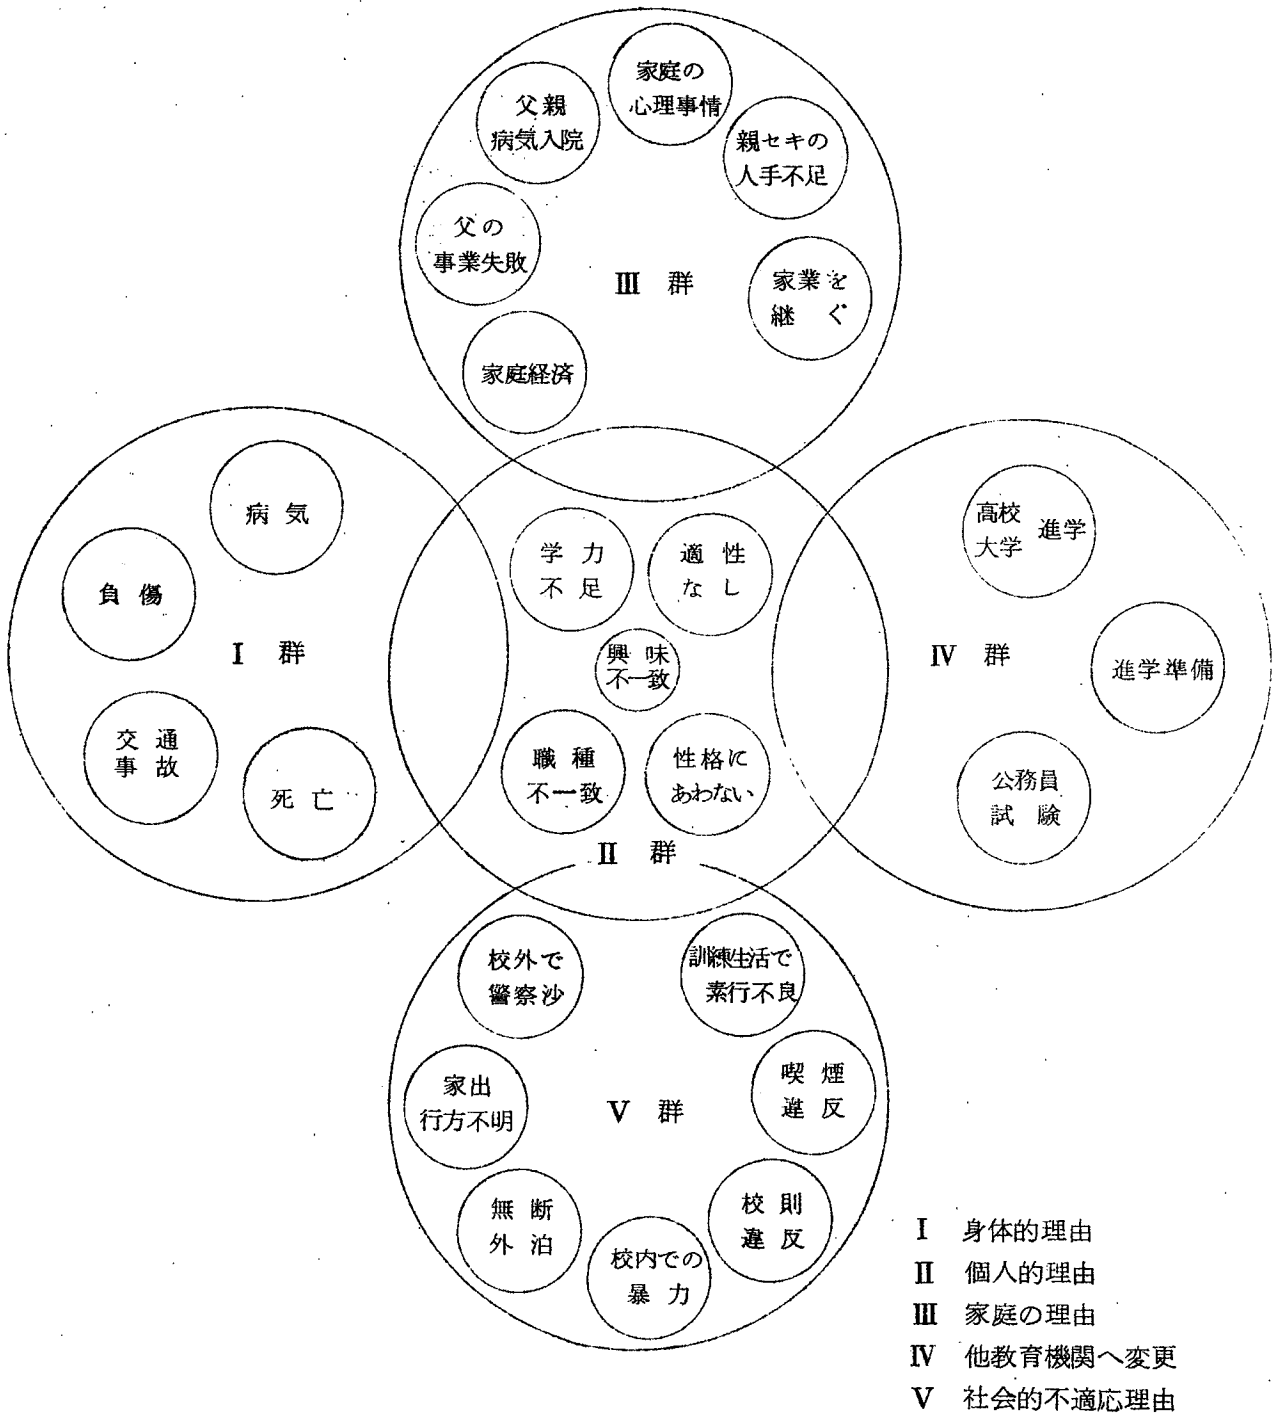 家庭の
心理事情
父親
病気入院
親セキの
人手不足
父の
事業失敗
家業を
継ぐ
III 群
家庭経済
病気
負傷
I 群
交通
事故
死亡
学力
不足
適性
なし
興味
不一致
職種
不一致
性格に
あわない
II 群
高校
大学 進学
IV 群
進学準備
公務員
試験
校外で
警察沙
訓練生活で
素行不良
家出
行方不明
喫煙
違反
V 群
無断
外泊
校則
違反
校内での
暴力
I 身体的理由
II 個人的理由
III 家庭の理由
IV 他教育機関へ変更
V 社会的不適応理由